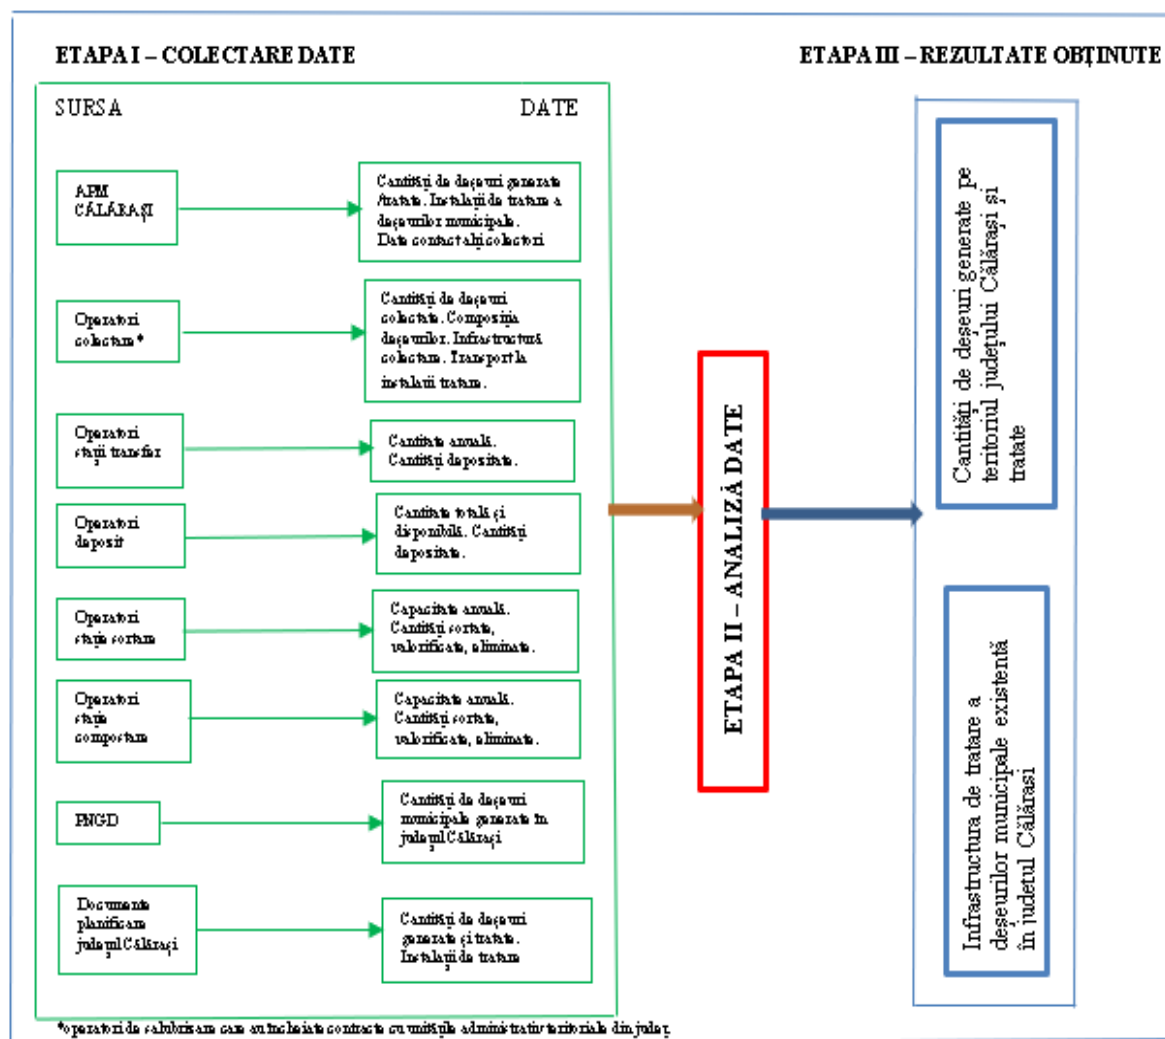 ETAPA I – COLECTARE DATE
ETAPA III – REZULTATE OBȚINUTE
SURSA
DATE
APM
CĂLĂRAȘI
Cantități de deșeuri generate
/tratate. Instalații de tratare a
deșeurilor municipale.
Date contact alți colectori
Operatori
colectare*
Cantități de deșeuri
colectate. Compoziția
deșeurilor. Infrastructură
colectare. Transport la
instalații tratare.
Operatori
stații transfer
Cantitate anuală.
Cantități depozitate.
Operatori
depozit
Cantitate totală și
disponibilă. Cantități
depozitate.
Operatori
stație sortare
Capacitate anuală.
Cantități sortate,
valorificate, eliminate.
Operatori
stație
compostare
Capacitate anuală.
Cantități sortate,
valorificate, eliminate.
PNGD
Cantități de deșeuri
municipale generate în
județul Călărași
Documente
planificare
județul Călărași
Cantități de deșeuri
generate și tratate.
Instalații de tratare
*operatori de salubrizare care au încheiate contracte cu unitățile administrativ teritoriale din județ
ETAPA II – ANALIZĂ DATE
Cantități de deșeuri generate pe
teritoriul județului Călărași și
tratate
Infrastructura de tratare a
deșeurilor municipale existentă
în județul Călărasi